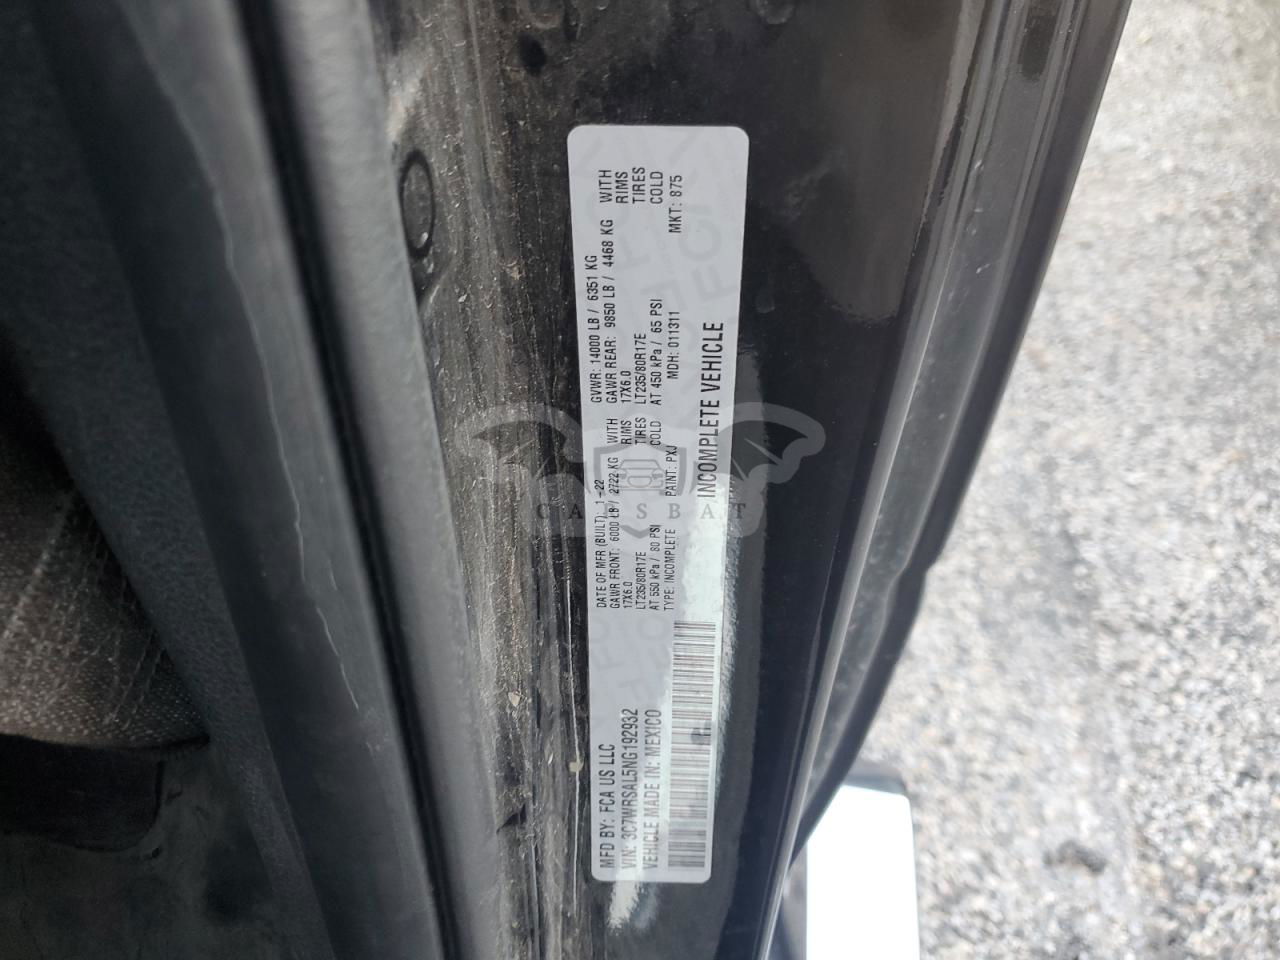 MFD BY: FCA US LLC
DATE OF MFR (BUILT): 1-22
GVWR: 14000 LB / 6351 KG
VIN: 3C7WRSAL5NG192932
GAWR FRONT: 6000 LB / 2722 KG WITH
GAWR REAR: 9850 LB / 4468 KG WITH
VEHICLE MADE IN: MEXICO
17X6.0 RIMS
17X6.0 RIMS
LT235/80R17E TIRES
LT235/80R17E TIRES
AT 550 kPa / 80 PSI COLD
AT 450 kPa / 65 PSI COLD
TYPE: INCOMPLETE PAINT: PXJ MDH: 011311 MKT: 875
INCOMPLETE VEHICLE
CARSBAT